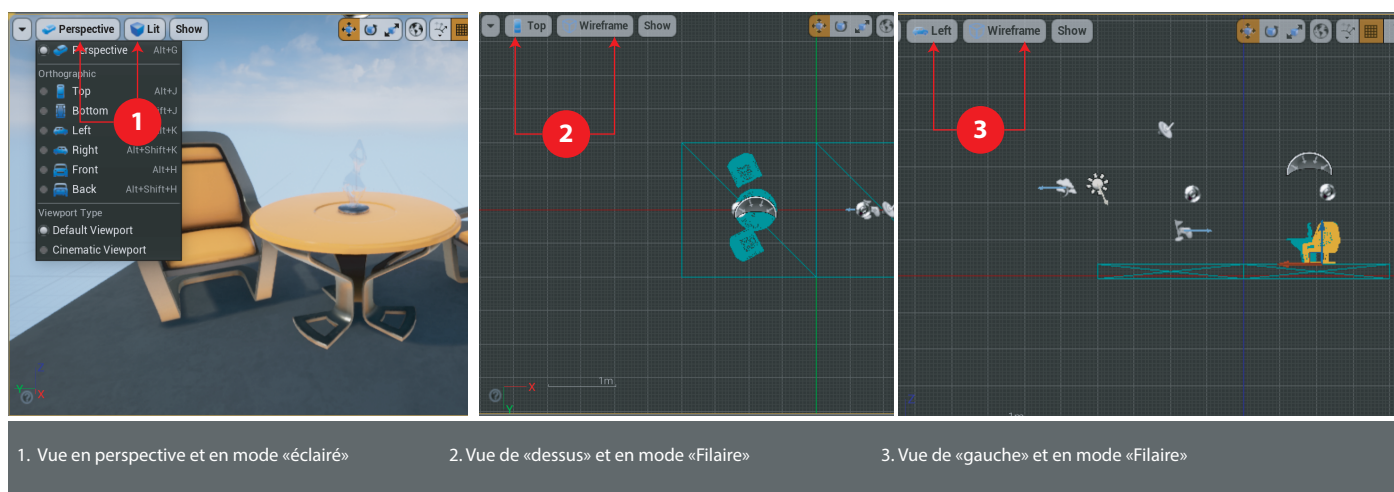 Perspective Lit Show
Perspective Alt+G
Orthographic
Top Alt+J
Bottom ft+J
Left +K
Right Alt+Shift+K
Front Alt+H
Back Alt+Shift+H
Viewport Type
Default Viewport
Cinematic Viewport
1
Z
Y X
Top Wireframe Show
2
X
Y
1m
Left Wireframe Show
3
Z
1m
1. Vue en perspective et en mode «éclairé»
2. Vue de «dessus» et en mode «Filaire»
3. Vue de «gauche» et en mode «Filaire»